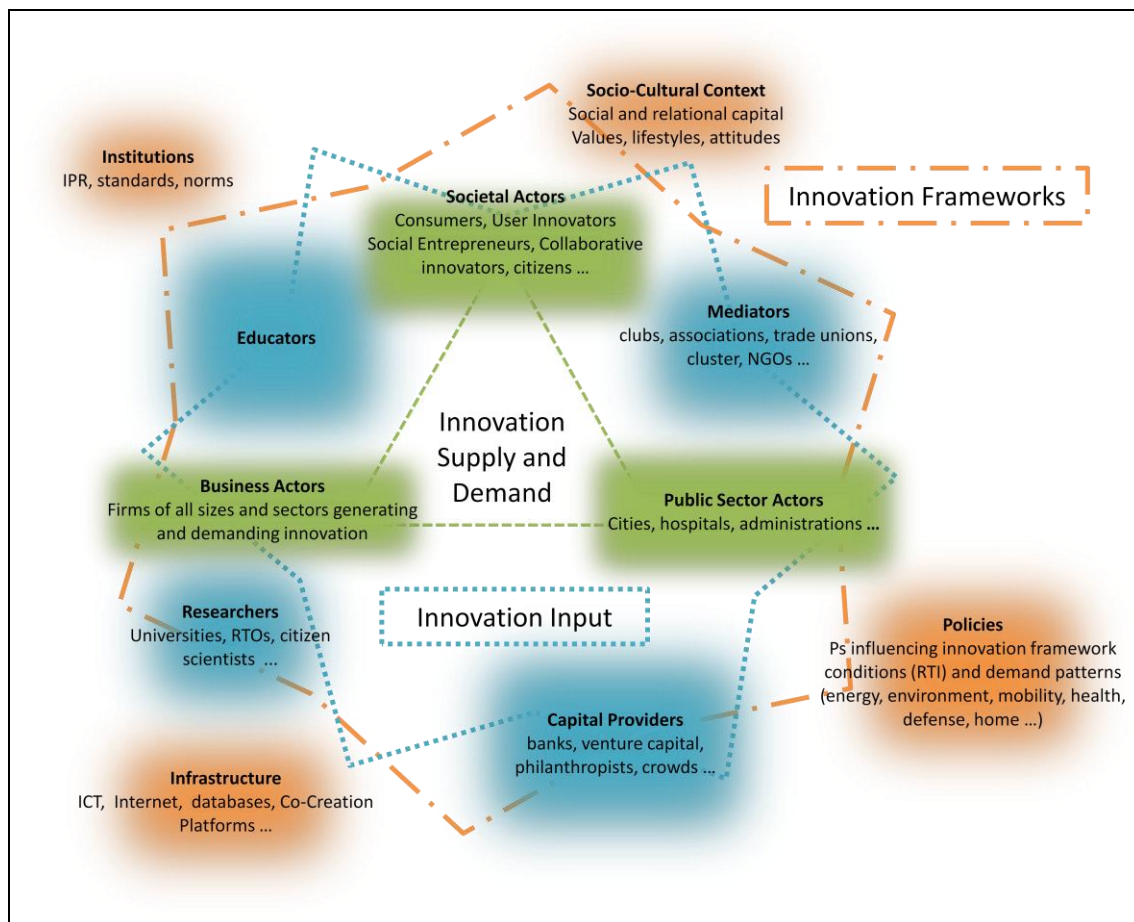 Socio-Cultural Context
Social and relational capital
Values, lifestyles, attitudes
Institutions
IPR, standards, norms
Innovation Frameworks
Societal Actors
Consumers, User Innovators
Social Entrepreneurs, Collaborative
innovators, citizens ...
Educators
Mediators
clubs, associations, trade unions,
cluster, NGOs ...
Innovation
Supply and
Demand
Business Actors
Firms of all sizes and sectors generating
and demanding innovation
Public Sector Actors
Cities, hospitals, administrations ...
Innovation Input
Researchers
Universities, RTOs, citizen
scientists ...
Policies
Ps influencing innovation framework
conditions (RTI) and demand patterns
(energy, environment, mobility, health,
defense, home ...)
Capital Providers
banks, venture capital,
philanthropists, crowds ...
Infrastructure
ICT, Internet, databases, Co-Creation
Platforms ...